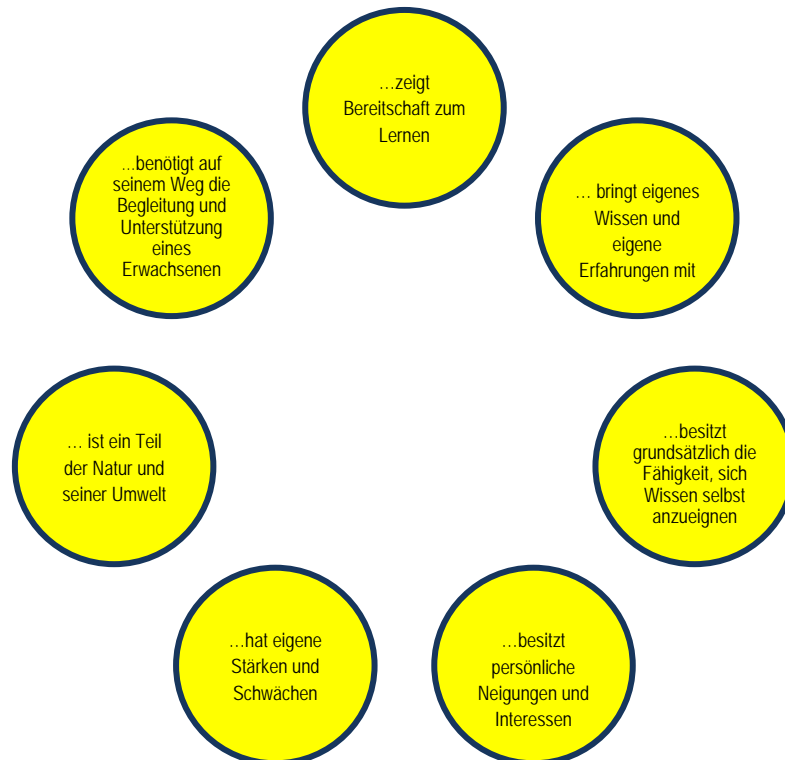 …zeigt
Bereitschaft zum
Lernen
… bringt eigenes
Wissen und
eigene
Erfahrungen mit
…besitzt
grundsätzlich die
Fähigkeit, sich
Wissen selbst
anzueignen
…besitzt
persönliche
Neigungen und
Interessen
…hat eigene
Stärken und
Schwächen
… ist ein Teil
der Natur und
seiner Umwelt
…benötigt auf
seinem Weg die
Begleitung und
Unterstützung
eines
Erwachsenen